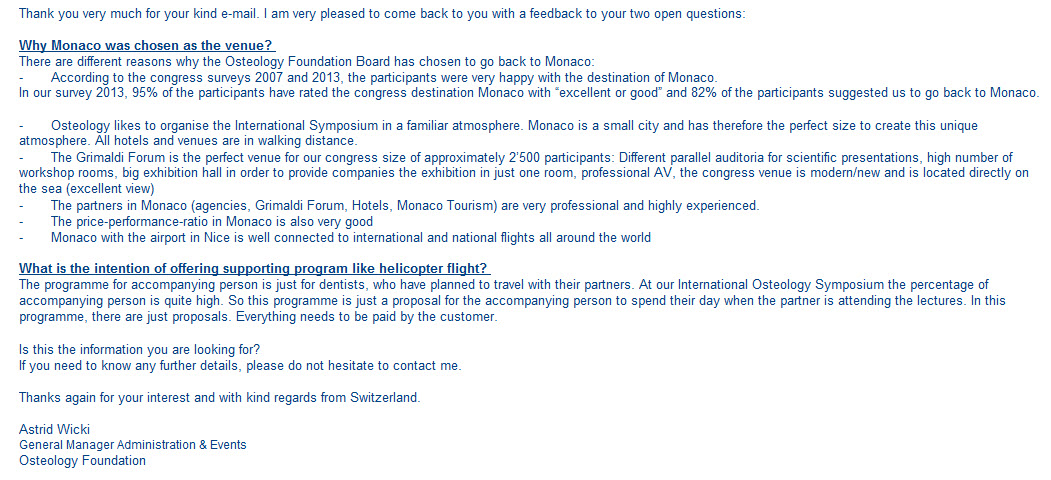 Thank you very much for your kind e-mail. I am very pleased to come back to you with a feedback to your two open questions:
Why Monaco was chosen as the venue?
There are different reasons why the Osteology Foundation Board has chosen to go back to Monaco:
- According to the congress surveys 2007 and 2013, the participants were very happy with the destination of Monaco.
In our survey 2013, 95% of the participants have rated the congress destination Monaco with “excellent or good” and 82% of the participants suggested us to go back to Monaco.
- Osteology likes to organise the International Symposium in a familiar atmosphere. Monaco is a small city and has therefore the perfect size to create this unique
atmosphere. All hotels and venues are in walking distance.
- The Grimaldi Forum is the perfect venue for our congress size of approximately 2’500 participants: Different parallel auditoria for scientific presentations, high number of
workshop rooms, big exhibition hall in order to provide companies the exhibition in just one room, professional AV, the congress venue is modern/new and is located directly on
the sea (excellent view)
- The partners in Monaco (agencies, Grimaldi Forum, Hotels, Monaco Tourism) are very professional and highly experienced.
- The price-performance-ratio in Monaco is also very good
- Monaco with the airport in Nice is well connected to international and national flights all around the world
What is the intention of offering supporting program like helicopter flight?
The programme for accompanying person is just for dentists, who have planned to travel with their partners. At our International Osteology Symposium the percentage of
accompanying person is quite high. So this programme is just a proposal for the accompanying person to spend their day when the partner is attending the lectures. In this
programme, there are just proposals. Everything needs to be paid by the customer.
Is this the information you are looking for?
If you need to know any further details, please do not hesitate to contact me.
Thanks again for your interest and with kind regards from Switzerland.
Astrid Wicki
General Manager Administration & Events
Osteology Foundation